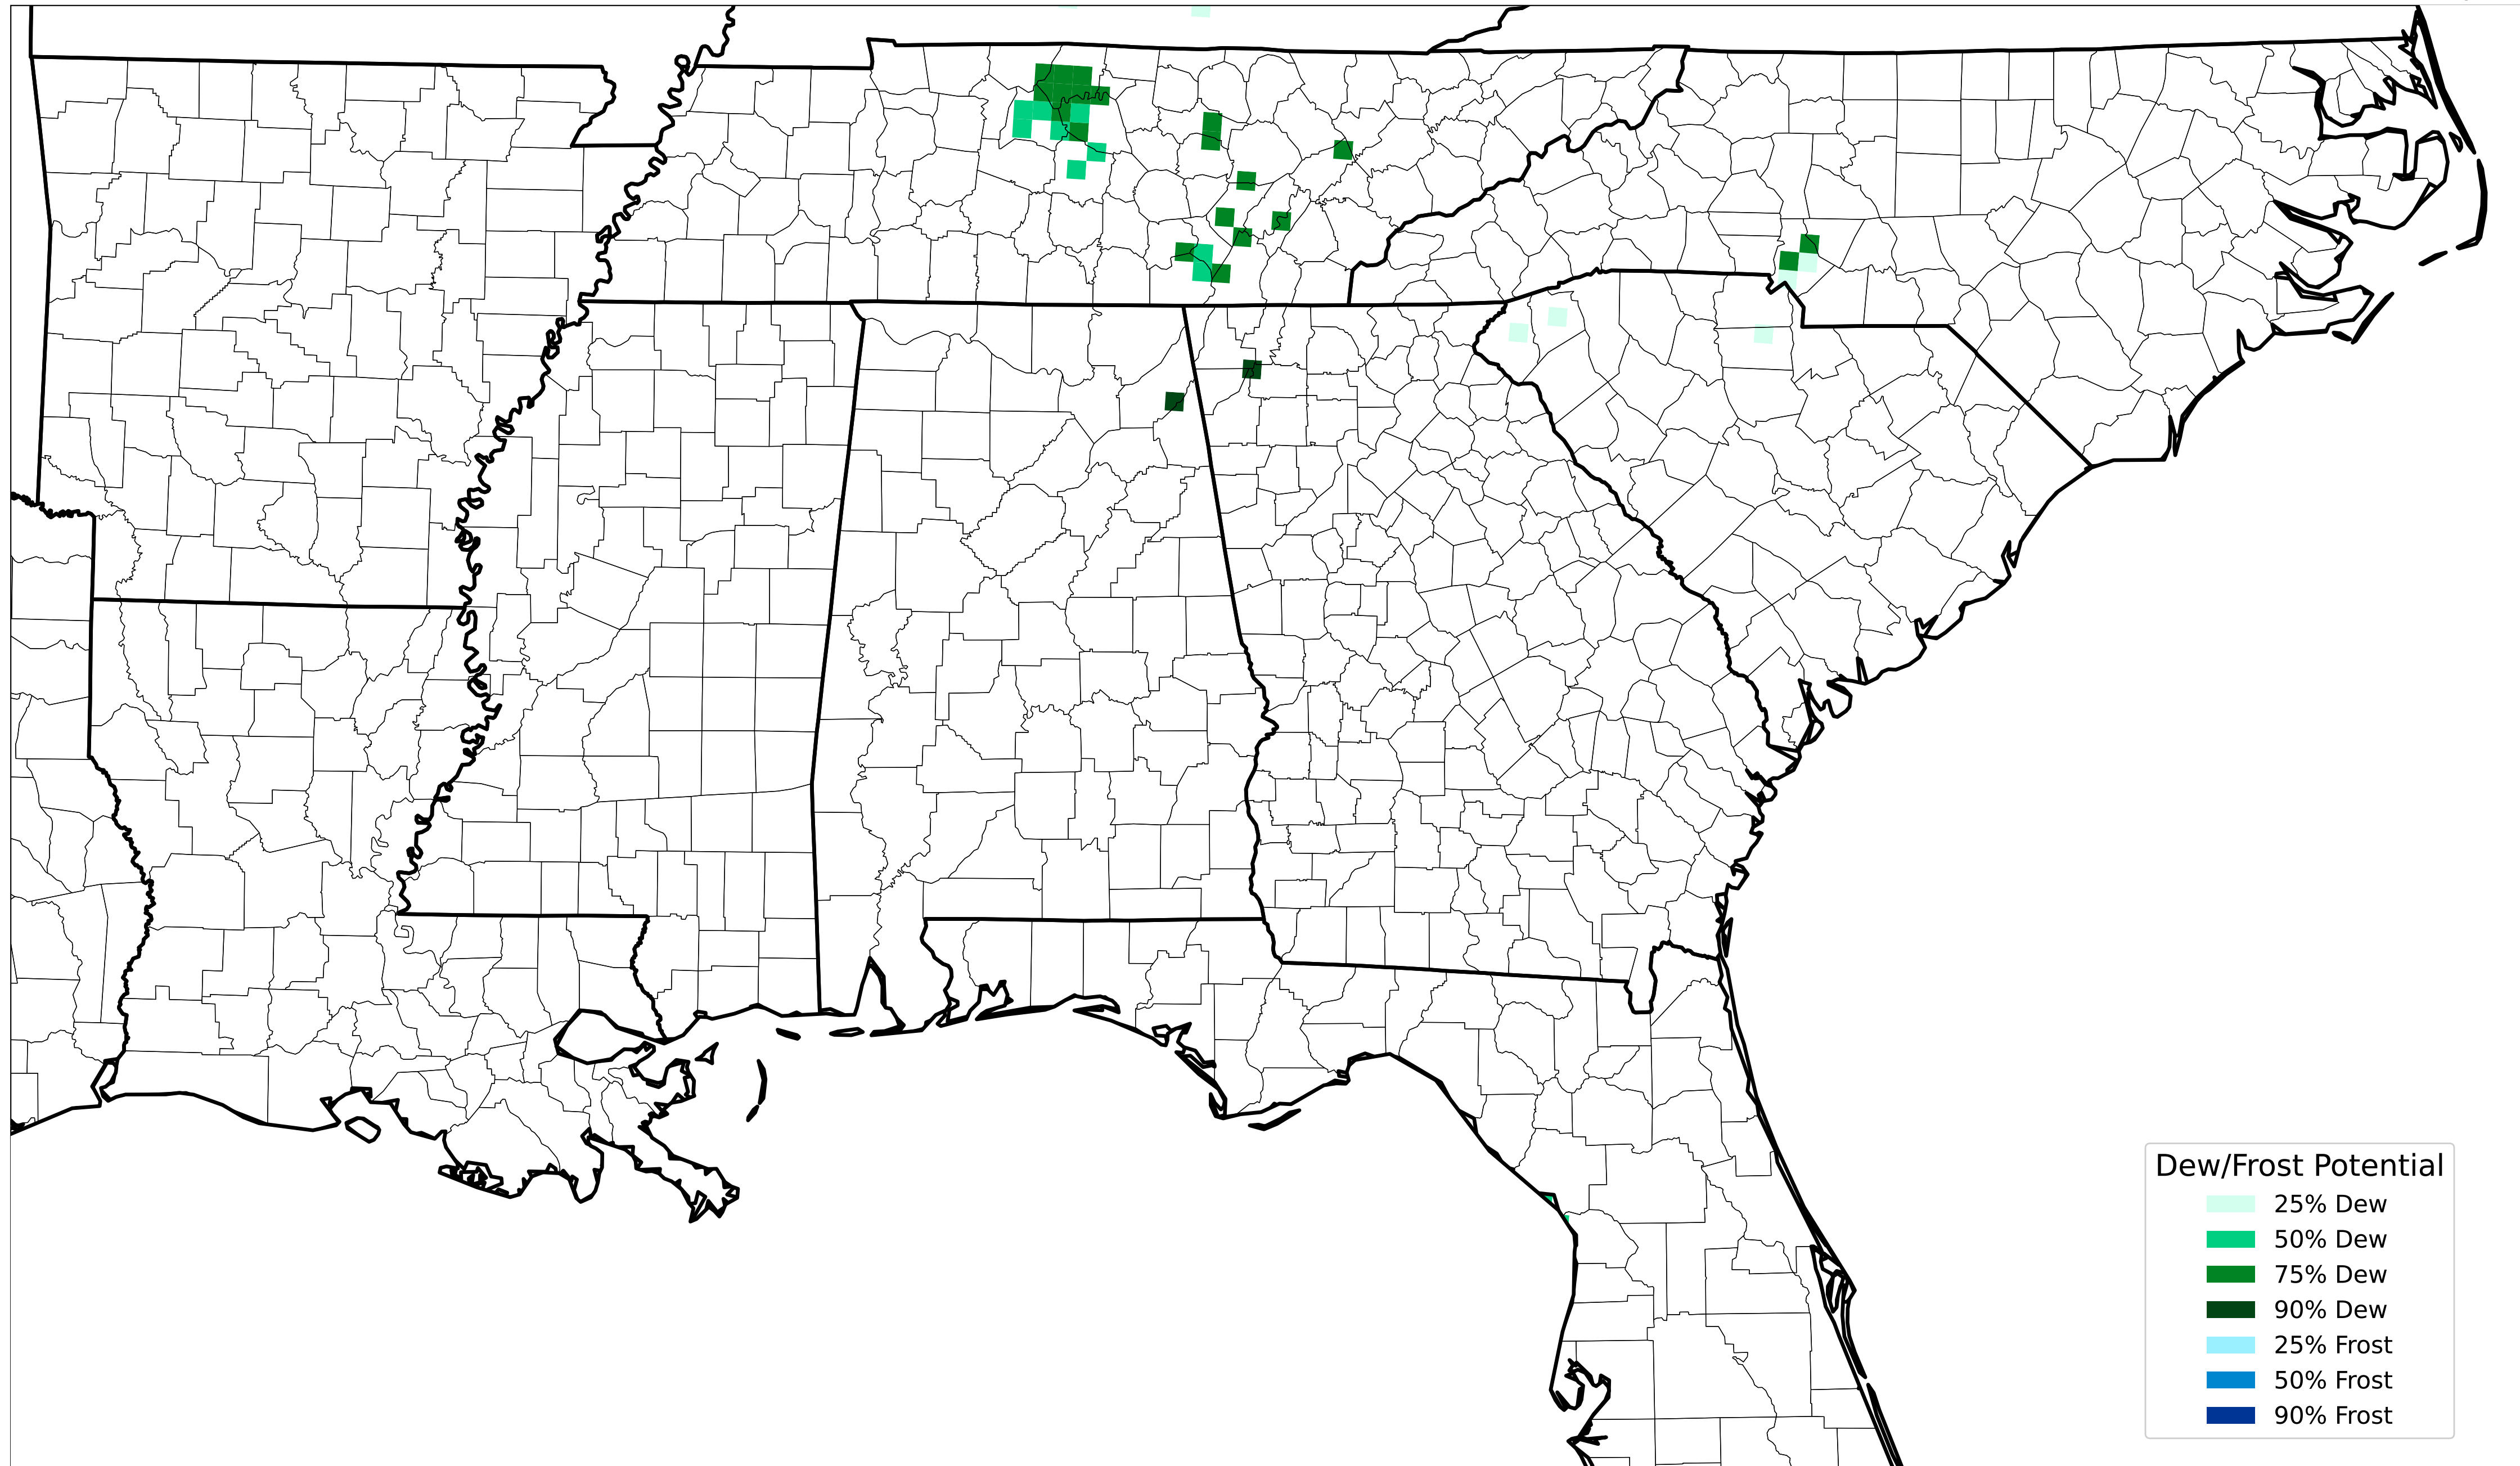 Dew/Frost Potential
25% Dew
50% Dew
75% Dew
90% Dew
25% Frost
50% Frost
90% Frost